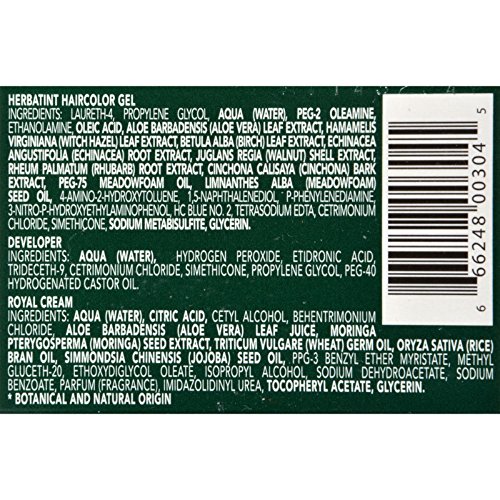 HERBATINT HAIRCOLOR GEL
INGREDIENTS: LAURETH-4, PROPYLENE GLYCOL, AQUA (WATER), PEG-2 OLEAMINE,
ETHANOLAMINE, OLEIC ACID, ALOE BARBADENSIS (ALOE VERA) LEAF EXTRACT, HAMAMELIS
VIRGINIANA (WITCH HAZEL) LEAF EXTRACT, BETULA ALBA (BIRCH) LEAF EXTRACT, ECHINACEA
ANGUSTIFOLIA (ECHINACEA) ROOT EXTRACT, JUGLANS REGIA (WALNUT) SHELL EXTRACT,
RHEUM PALMATUM (RHUBARB) ROOT EXTRACT, CINCHONA CALISAYA (CINCHONA) BARK
EXTRACT, PEG-75 MEADOWFOAM OIL, LIMNANTHES ALBA (MEADOWFOAM)
SEED OIL, 4-AMINO-2-HYDROXYTOLUENE, 1,5-NAPHTHALENEDIOL, P-PHENYLENEDIAMINE,
3-NITRO-P-HYDROXYETHYLAMINOPHENOL, HC BLUE NO. 2, TETRASODIUM EDTA, CETRIMONIUM
CHLORIDE, SIMETHICONE, SODIUM METABISULFITE, GLYCERIN.
DEVELOPER
INGREDIENTS: AQUA (WATER), HYDROGEN PEROXIDE, ETIDRONIC ACID,
TRIDECETH-9, CETRIMONIUM CHLORIDE, SIMETHICONE, PROPYLENE GLYCOL, PEG-40
HYDROGENATED CASTOR OIL.
ROYAL CREAM
INGREDIENTS: AQUA (WATER), CITRIC ACID, CETYL ALCOHOL, BEHENTRIMONIUM
CHLORIDE, ALOE BARBADENSIS (ALOE VERA) LEAF JUICE, MORINGA
PTERYGOSPERMA (MORINGA) SEED EXTRACT, TRITICUM VULGARE (WHEAT) GERM OIL, ORYZA SATIVA (RICE)
BRAN OIL, SIMMONDSIA CHINENSIS (JOJOBA) SEED OIL, PPG-3 BENZYL ETHER MYRISTATE, METHYL
GLUCETH-20, ETHOXYDIGLYCOL OLEATE, ISOPROPYL ALCOHOL, SODIUM DEHYDROACETATE, SODIUM
BENZOATE, PARFUM (FRAGRANCE), IMIDAZOLIDINYL UREA, TOCOPHERYL ACETATE, GLYCERIN.
* BOTANICAL AND NATURAL ORIGIN
6 66248 00304 5